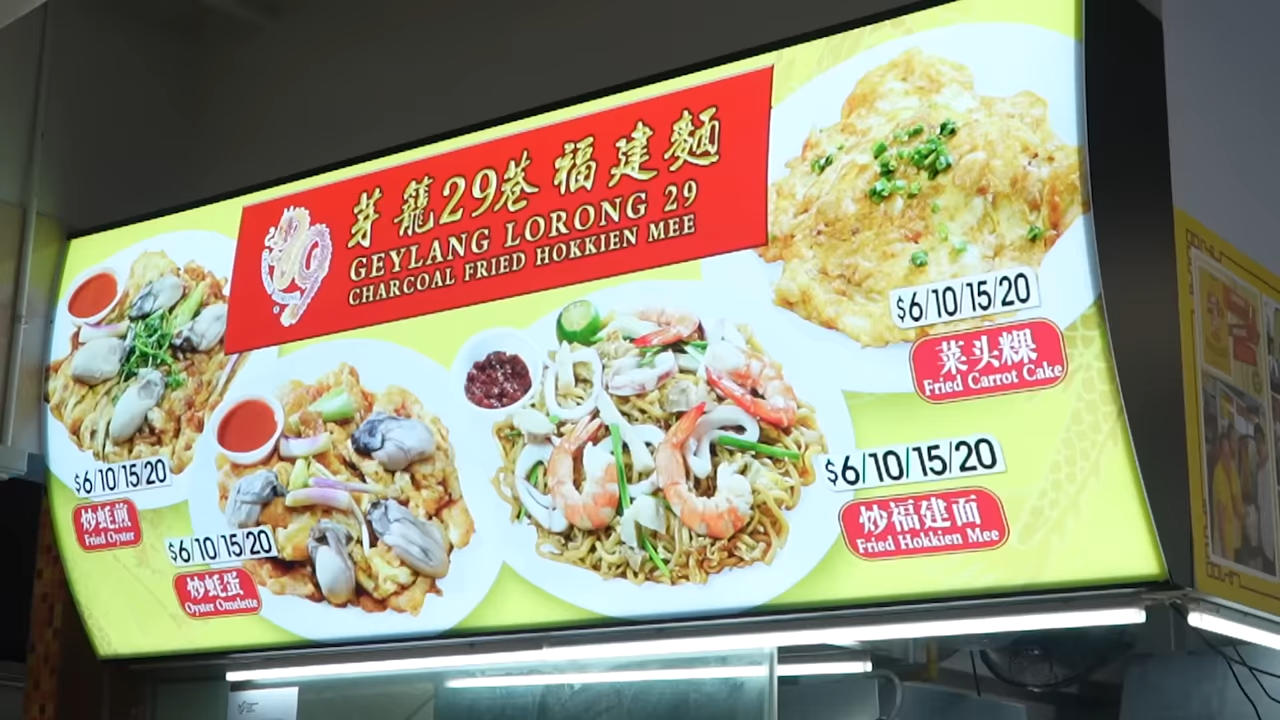 芽籠29巷福建麵
GEYLANG LORONG 29
CHARCOAL FRIED HOKKIEN MEE
$6/10/15/20
菜头粿
Fried Carrot Cake
$6/10/15/20
炒福建面
Fried Hokkien Mee
$6/10/15/20
炒蚝煎
Fried Oyster
$6/10/15/20
炒蚝蛋
Oyster Omelette